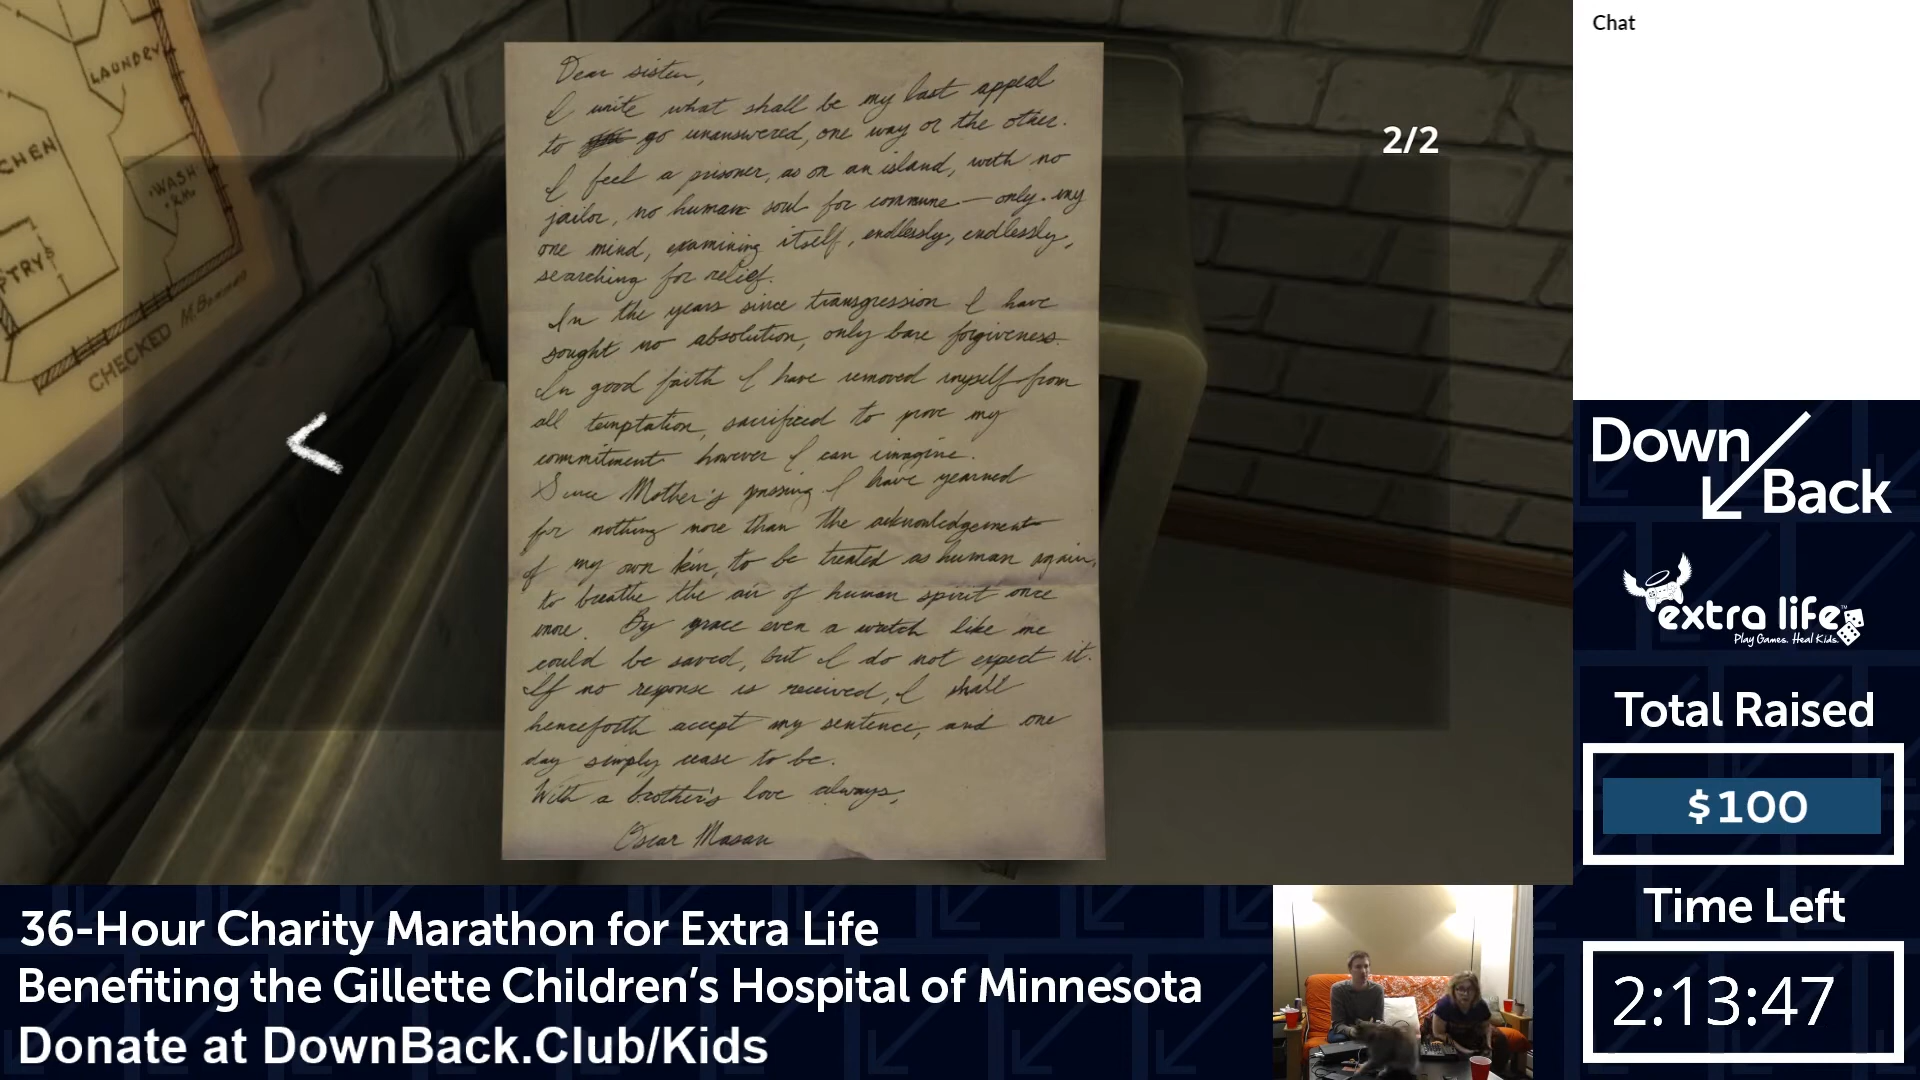 LAUNDRY
CHEN
WASH
RM
STRY
CHECKED
Dear sister,
I write what shall be my last appeal
to go unanswered, one way or the other.
I feel a prisoner, as on an island, with no
jailor, no human soul for commune — only my
one mind, examining itself, endlessly, endlessly,
searching for relief.
In the years since transgression I have
sought no absolution, only bare forgiveness.
In good faith I have removed myself from
all temptation, sacrificed to prove my
commitment however I can imagine.
Since Mother's passing I have yearned
for nothing more than the acknowledgement
of my own kin, to be treated as human again,
to breathe the air of human spirit once
more. By grace even a wretch like me
could be saved, but I do not expect it.
If no response is received, I shall
henceforth accept my sentence, and one
day simply cease to be.
With a brother's love always,
Oscar Masan
2/2
<
Chat
Down
Back
extra life
Play Games. Heal Kids.
Total Raised
$100
Time Left
2:13:47
36-Hour Charity Marathon for Extra Life
Benefiting the Gillette Children's Hospital of Minnesota
Donate at DownBack.Club/Kids